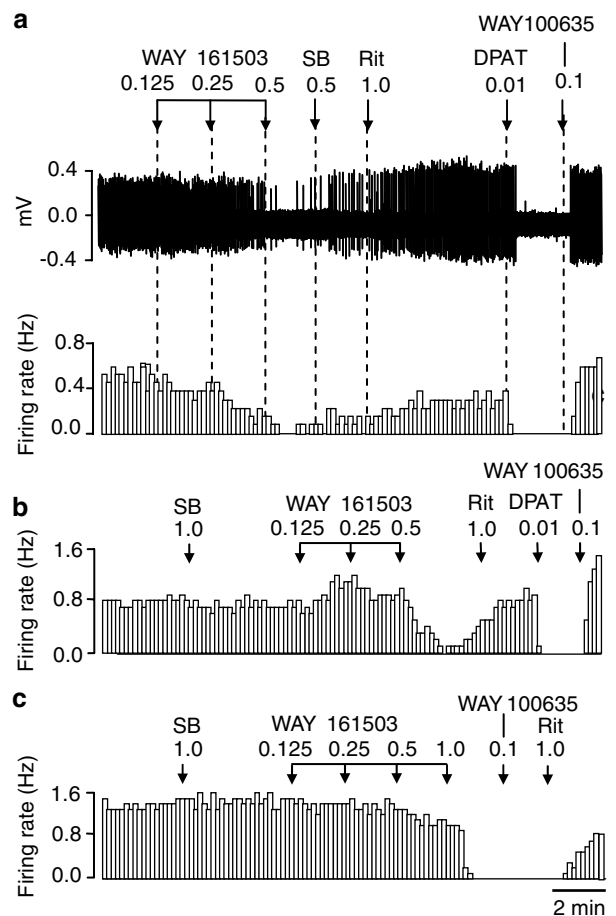 a
WAY100635
WAY 161503 SB Rit DPAT
0.125 0.25 0.5 0.5 1.0 0.01 0.1
0.4
0.0
-0.4
mV
0.8
0.4
0.0
Firing rate (Hz)
b
WAY 100635
SB WAY 161503 Rit DPAT
1.0 0.125 0.25 0.5 1.0 0.01 0.1
1.6
0.8
0.0
Firing rate (Hz)
c
WAY 100635
SB WAY 161503 Rit
1.0 0.125 0.25 0.5 1.0 0.1 1.0
1.6
0.8
0.0
Firing rate (Hz)
2 min